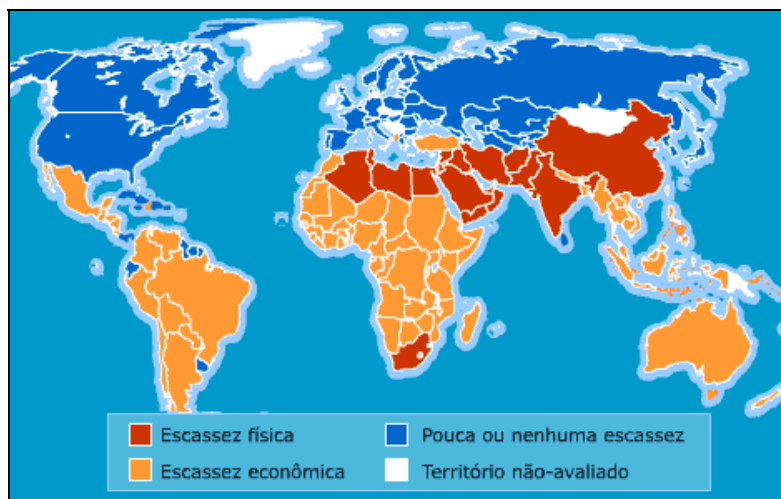 Escassez física
Pouca ou nenhuma escassez
Escassez econômica
Território não-avaliado